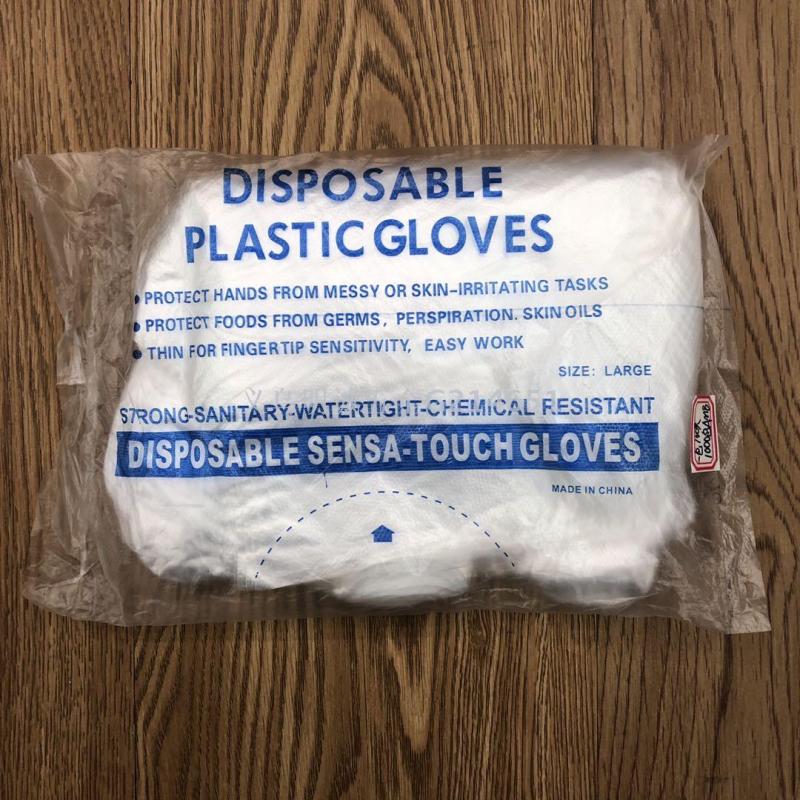 DISPOSABLE
PLASTIC GLOVES
• PROTECT HANDS FROM MESSY OR SKIN-IRRITATING TASKS
• PROTECT FOODS FROM GERMS, PERSPIRATION. SKIN OILS
• THIN FOR FINGERTIP SENSITIVITY, EASY WORK
SIZE: LARGE
STRONG-SANITARY-WATERTIGHT-CHEMICAL RESISTANT
DISPOSABLE SENSA-TOUCH GLOVES
MADE IN CHINA